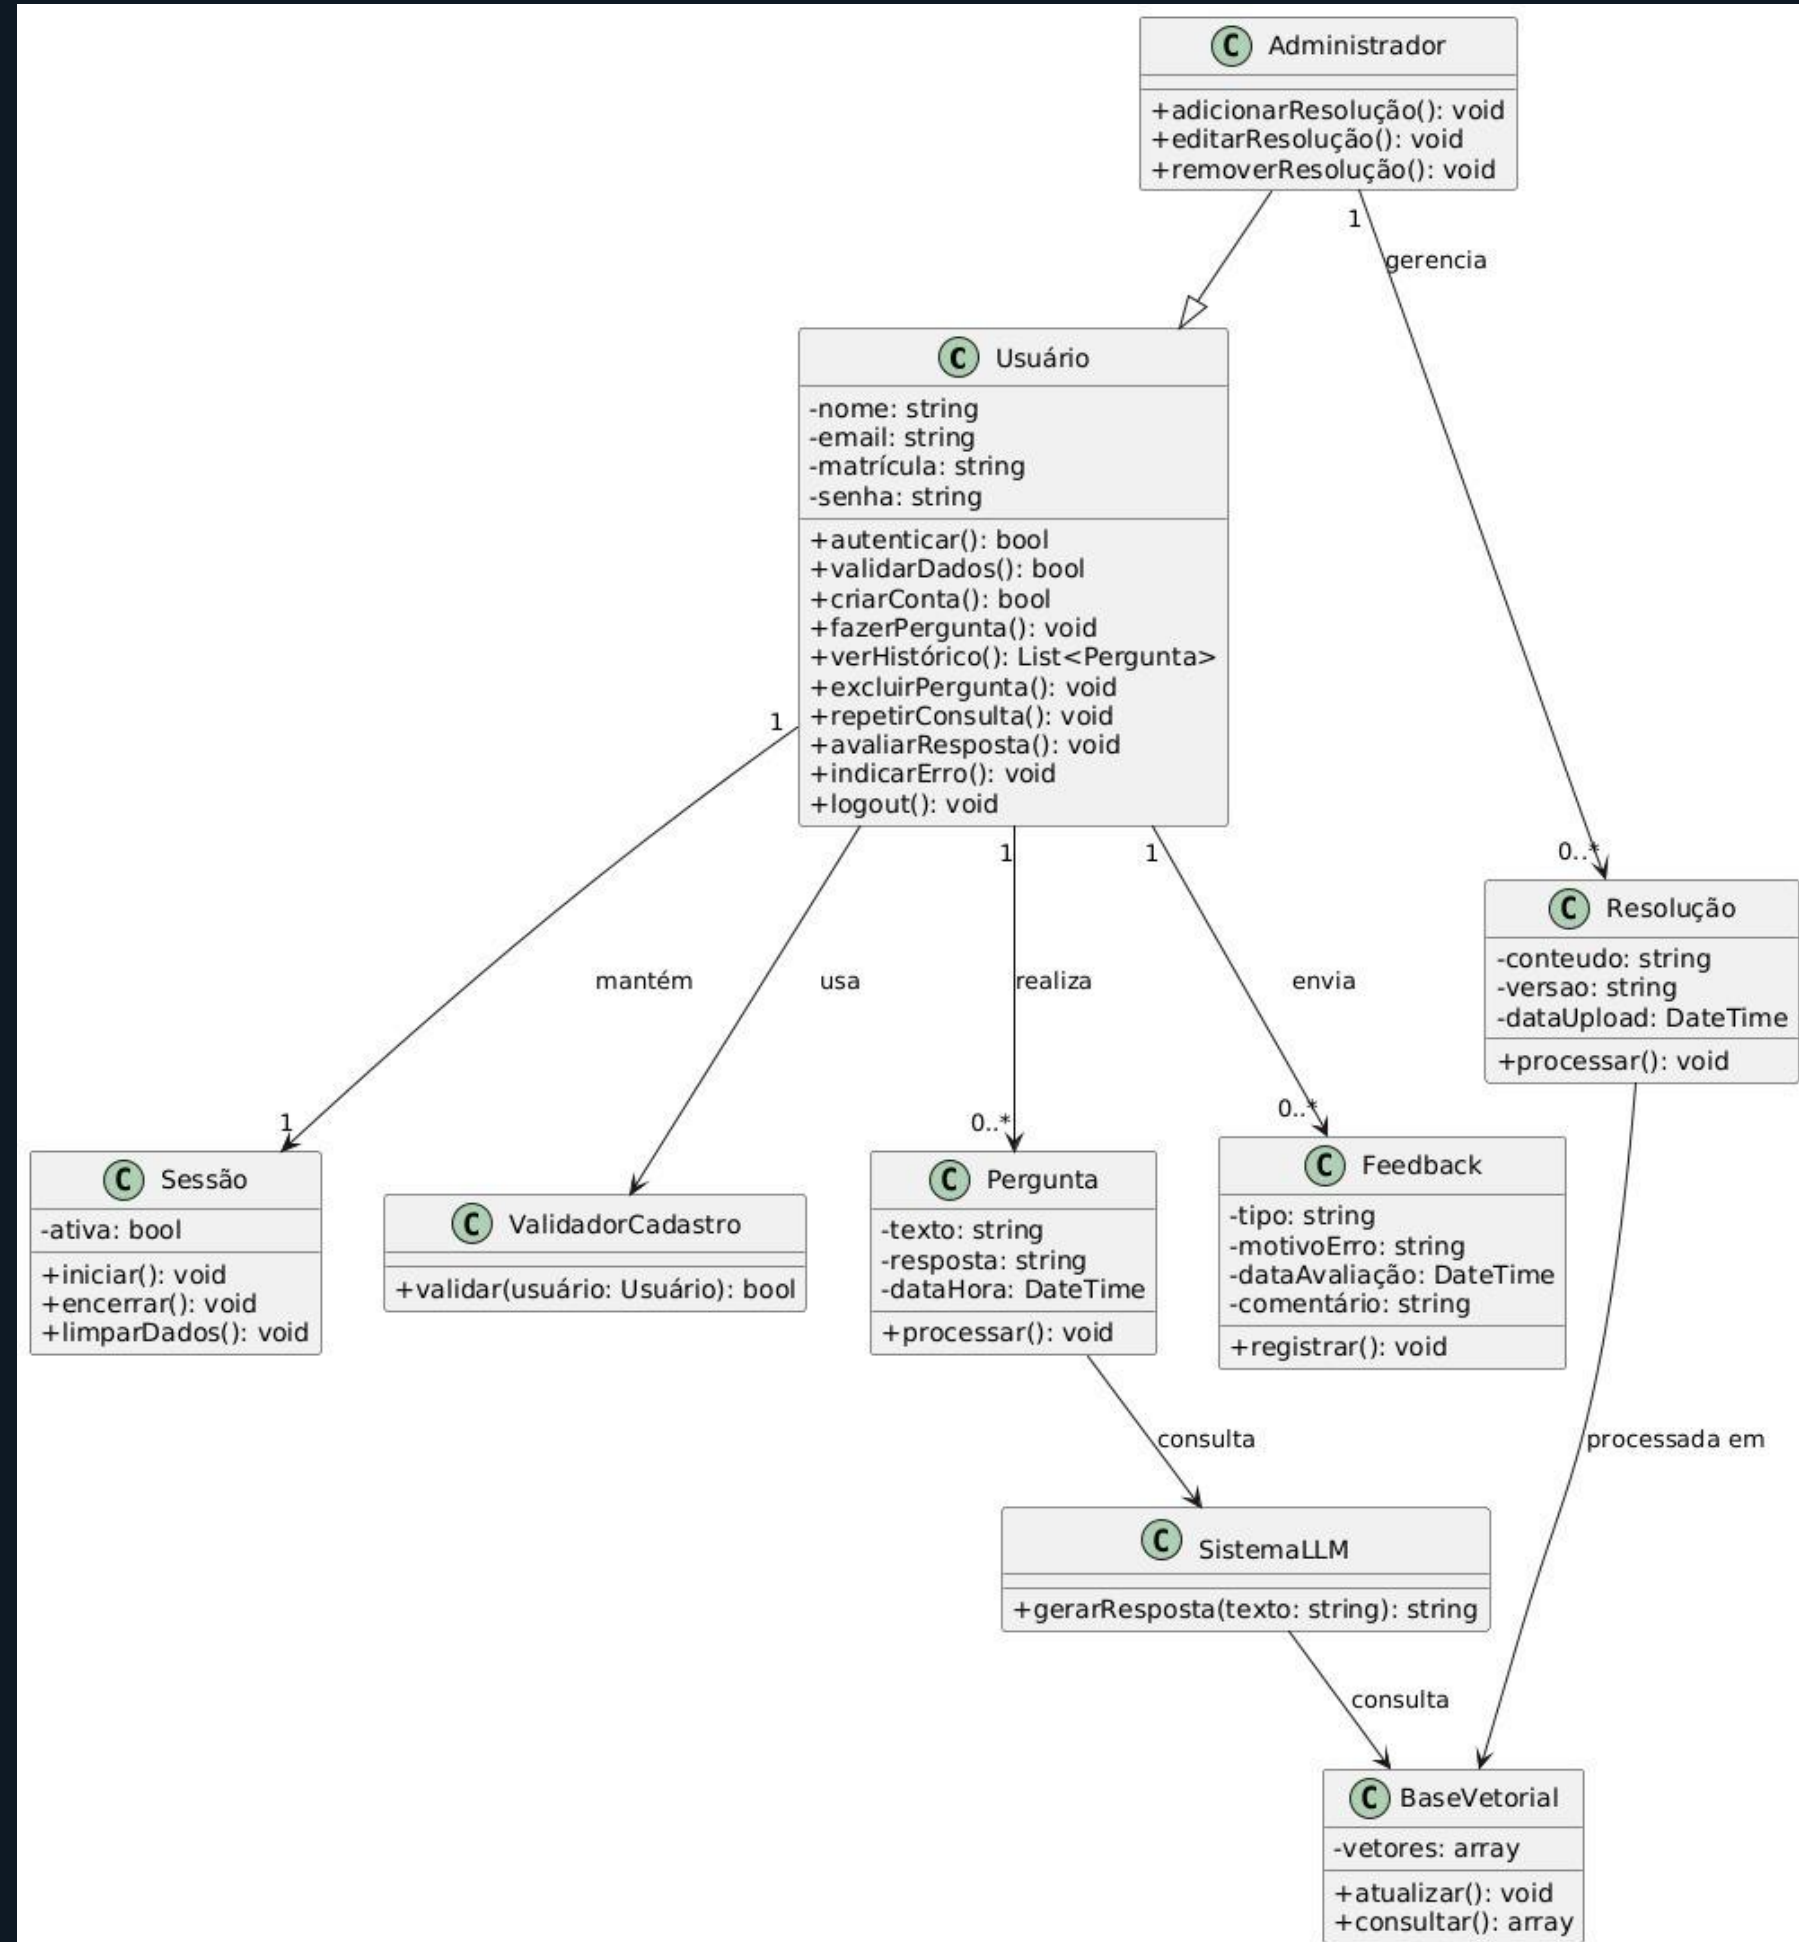 C Administrador
+adicionarResolução(): void
+editarResolução(): void
+removerResolução(): void
1
gerencia
C Usuário
-nome: string
-email: string
-matrícula: string
-senha: string
+autenticar(): bool
+validarDados(): bool
+criarConta(): bool
+fazerPergunta(): void
+verHistórico(): List<Pergunta>
+excluirPergunta(): void
+repetirConsulta(): void
+avaliarResposta(): void
+indicarErro(): void
+logout(): void
1
1
1
0..*
C Resolução
-conteudo: string
-versao: string
-dataUpload: DateTime
+processar(): void
mantém
usa
realiza
envia
1
0..*
0..*
C Sessão
-ativa: bool
+iniciar(): void
+encerrar(): void
+limparDados(): void
C ValidadorCadastro
+validar(usuário: Usuário): bool
C Pergunta
-texto: string
-resposta: string
-dataHora: DateTime
+processar(): void
C Feedback
-tipo: string
-motivoErro: string
-dataAvaliação: DateTime
-comentário: string
+registrar(): void
consulta
processada em
C SistemaLLM
+gerarResposta(texto: string): string
consulta
C BaseVetorial
-vetores: array
+atualizar(): void
+consultar(): array